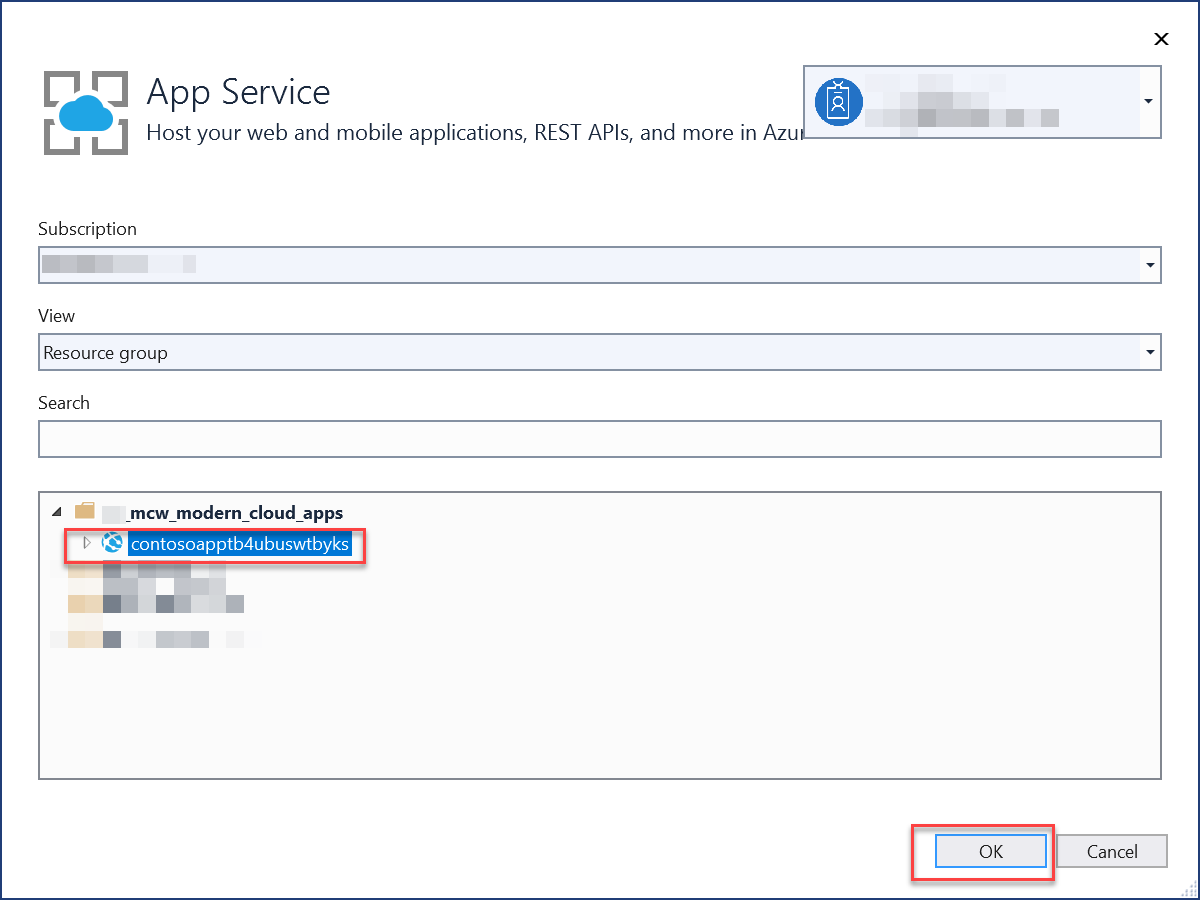 App Service
Host your web and mobile applications, REST APIs, and more in Azur
Subscription
View
Resource group
Search
_mcw_modern_cloud_apps
contosoapptb4ubuswtbyks
OK
Cancel